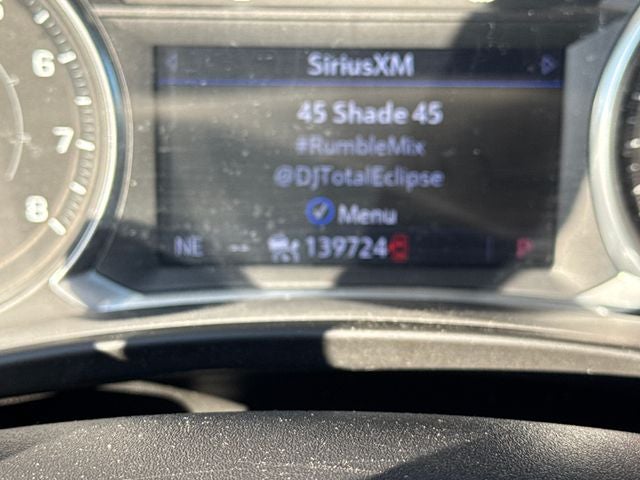 SiriusXM
45 Shade 45
#RumbleMix
@DJTotalEclipse
Menu
NE -- 139724 P
6
7
8